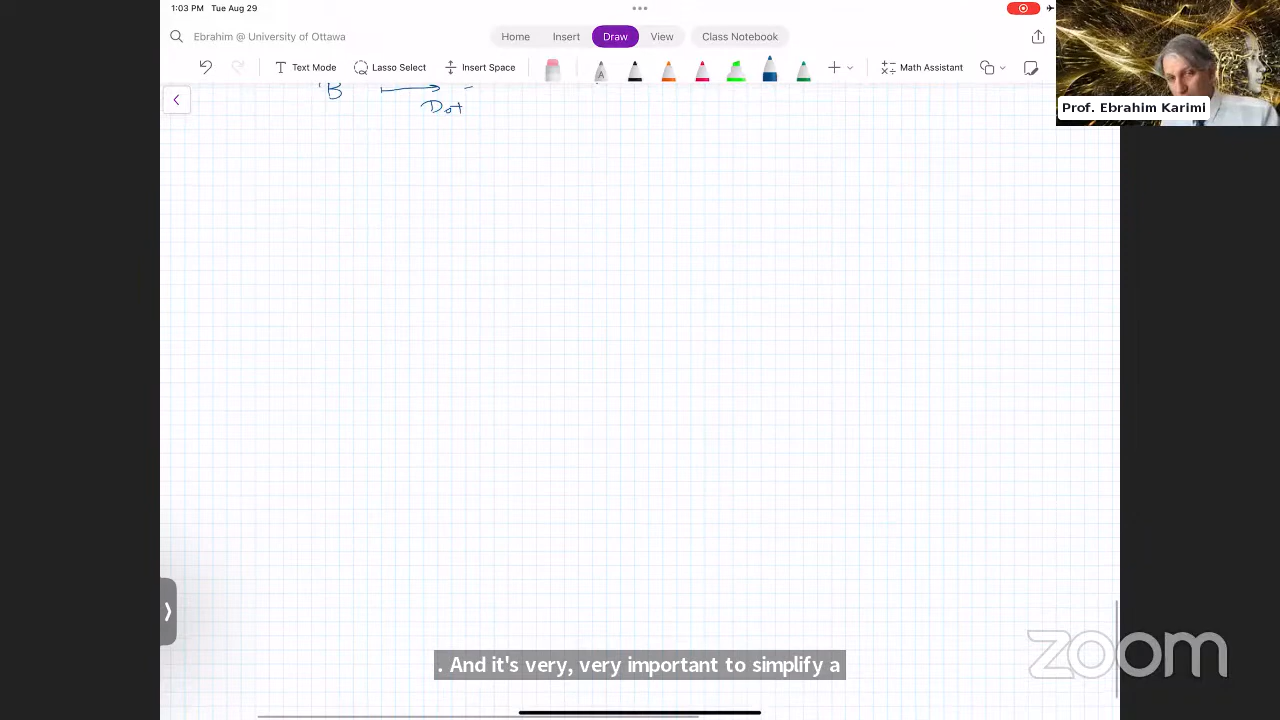 1:03 PM Tue Aug 29
Ebrahim @ University of Ottawa
Home Insert Draw View Class Notebook
Text Mode Lasso Select Insert Space Math Assistant
Prof. Ebrahim Karimi
B
Dot
. And it's very, very important to simplify a
zoom